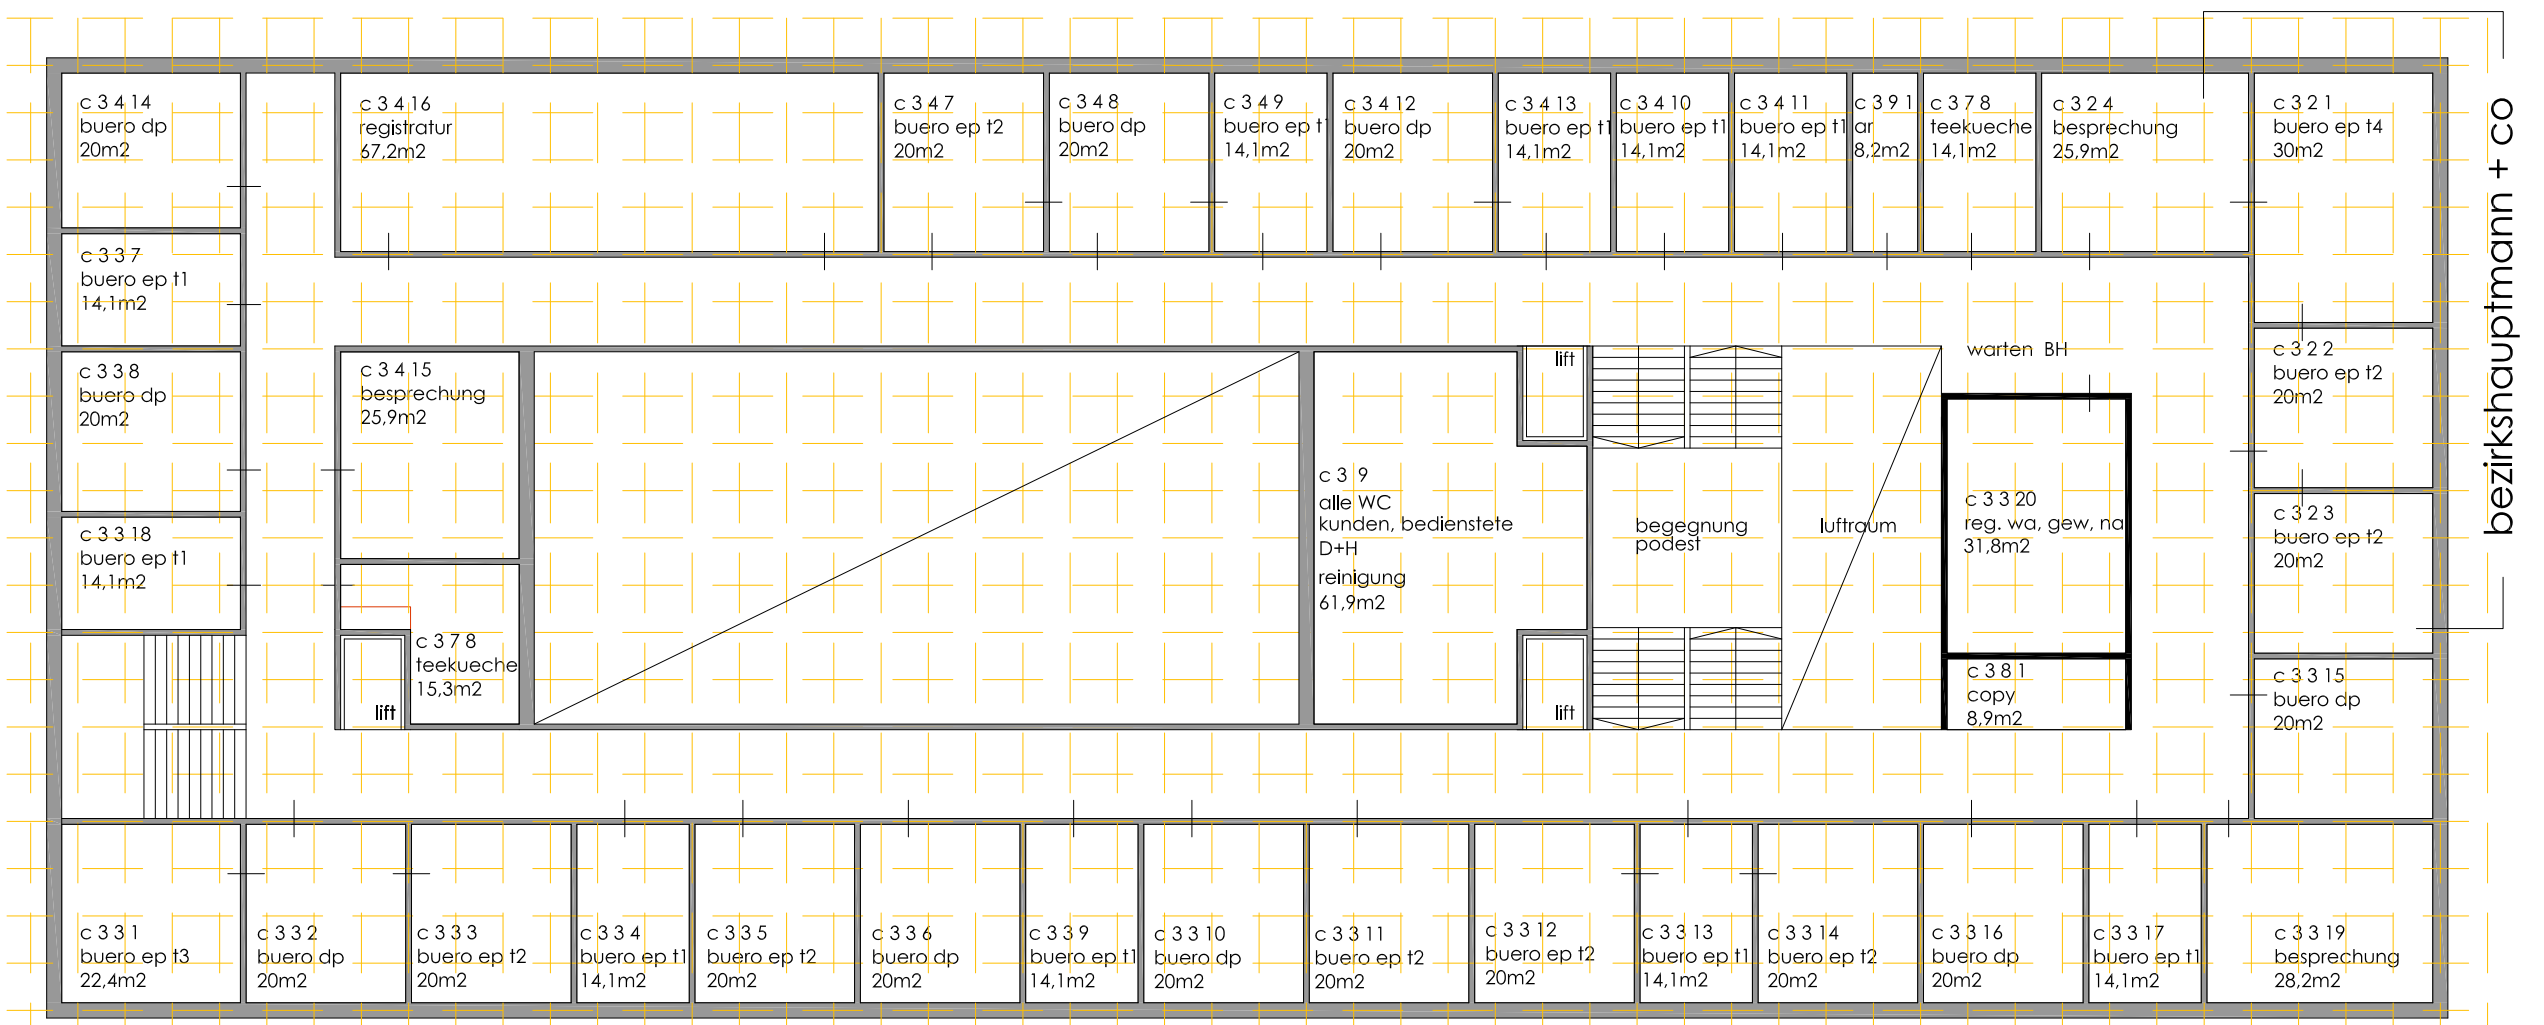 c 3 4 14
buero dp
20m2
c 3 4 16
registratur
67,2m2
c 3 4 7
buero ep t2
20m2
c 3 4 8
buero dp
20m2
c 3 4 9
buero ep t1
14,1m2
c 3 4 12
buero dp
20m2
c 3 4 13
buero ep t1
14,1m2
c 3 4 10
buero ep t1
14,1m2
c 3 4 11
buero ep t1
14,1m2
c 3 9 1
ar
8,2m2
c 3 7 8
teekueche
14,1m2
c 3 2 4
besprechung
25,9m2
c 3 2 1
buero ep t4
30m2
bezirkshauptmann + co
c 3 3 7
buero ep t1
14,1m2
c 3 3 8
buero dp
20m2
c 3 4 15
besprechung
25,9m2
lift
warten BH
c 3 2 2
buero ep t2
20m2
c 3 3 18
buero ep t1
14,1m2
c 3 9
alle WC
kunden, bedienstete
D+H
reinigung
61,9m2
begegnung
podest
luftraum
c 3 3 20
reg. wa, gew, na
31,8m2
c 3 2 3
buero ep t2
20m2
c 3 7 8
teekueche
15,3m2
lift
lift
c 3 8 1
copy
8,9m2
c 3 3 15
buero dp
20m2
c 3 3 1
buero ep t3
22,4m2
c 3 3 2
buero dp
20m2
c 3 3 3
buero ep t2
20m2
c 3 3 4
buero ep t1
14,1m2
c 3 3 5
buero ep t2
20m2
c 3 3 6
buero dp
20m2
c 3 3 9
buero ep t1
14,1m2
c 3 3 10
buero dp
20m2
c 3 3 11
buero ep t2
20m2
c 3 3 12
buero ep t2
20m2
c 3 3 13
buero ep t1
14,1m2
c 3 3 14
buero ep t2
20m2
c 3 3 16
buero dp
20m2
c 3 3 17
buero ep t1
14,1m2
c 3 3 19
besprechung
28,2m2